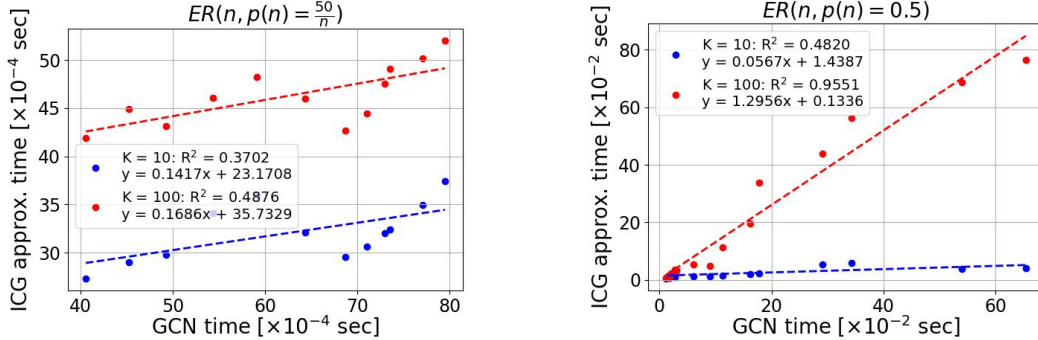 ER(n, p(n) = 50/n)
ICG approx. time [×10⁻⁴ sec]
50
45
40
35
30
K = 10: R² = 0.3702
y = 0.1417x + 23.1708
K = 100: R² = 0.4876
y = 0.1686x + 35.7329
40 50 60 70 80
GCN time [×10⁻⁴ sec]
ER(n, p(n) = 0.5)
ICG approx. time [×10⁻² sec]
80
60
40
20
0
K = 10: R² = 0.4820
y = 0.0567x + 1.4387
K = 100: R² = 0.9551
y = 1.2956x + 0.1336
0 20 40 60
GCN time [×10⁻² sec]